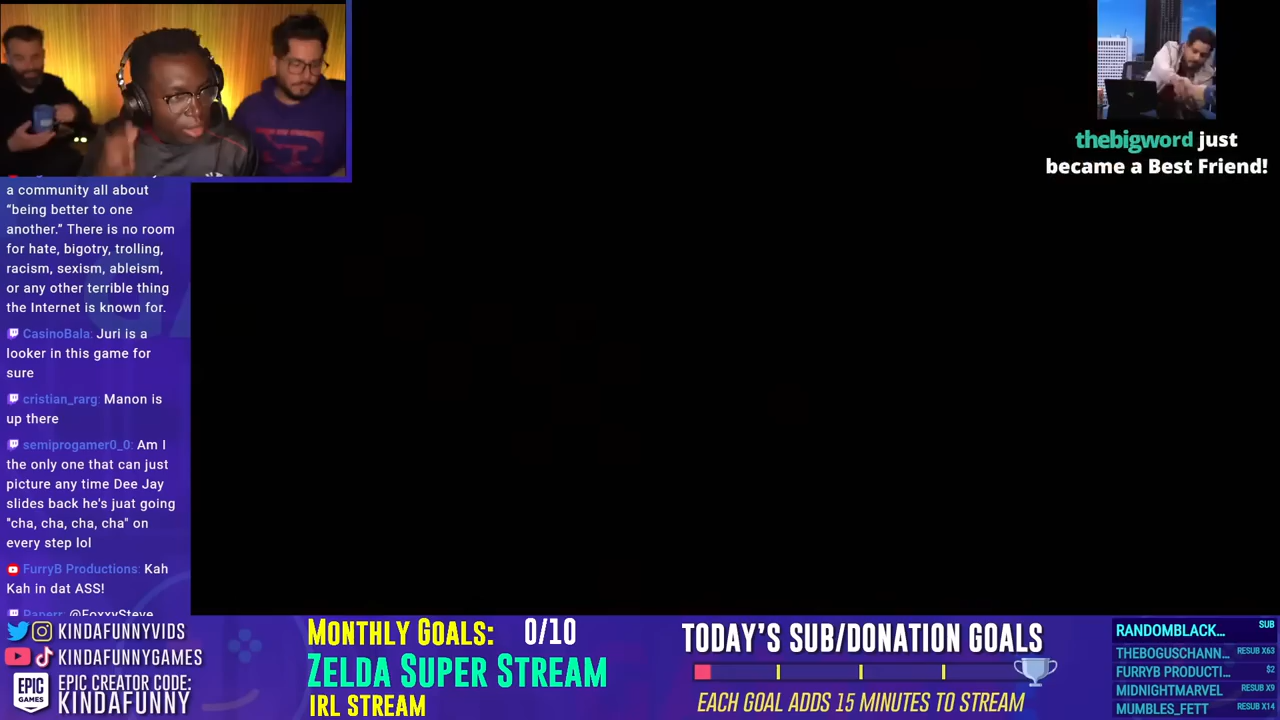 thebigword just
became a Best Friend!
a community all about
“being better to one
another.” There is no room
for hate, bigotry, trolling,
racism, sexism, ableism,
or any other terrible thing
the Internet is known for.
CasinoBala: Juri is a
looker in this game for
sure
cristian_rarg: Manon is
up there
semiprogamer0_0: Am I
the only one that can just
picture any time Dee Jay
slides back he's juat going
"cha, cha, cha, cha" on
every step lol
FurryB Productions: Kah
Kah in dat ASS!
Paperr: @FoxxySteve
KINDAFUNNYVIDS
KINDAFUNNYGAMES
EPIC GAMES
EPIC CREATOR CODE:
KINDAFUNNY
MONTHLY GOALS: 0/10
ZELDA SUPER STREAM
IRL STREAM
TODAY'S SUB/DONATION GOALS
EACH GOAL ADDS 15 MINUTES TO STREAM
RANDOMBLACK... SUB
THEBOGUSCHANN... RESUB X63
FURRYB PRODUCTI... $2
MIDNIGHTMARVEL RESUB X9
MUMBLES_FETT RESUB X14